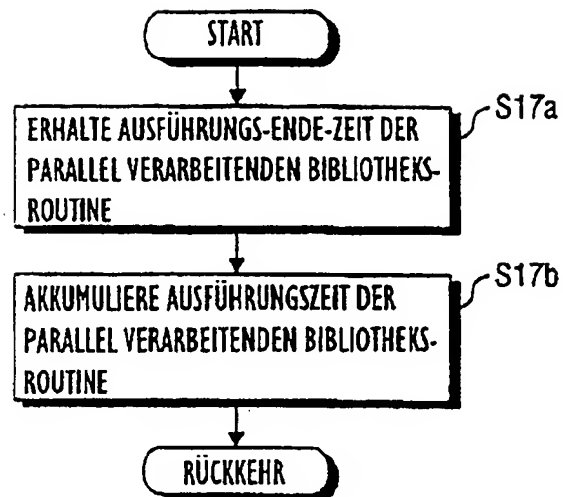 START
S17a
ERHALTE AUSFÜHRUNGS-ENDE-ZEIT DER
PARALLEL VERARBEITENDEN BIBLIOTHEKS-
ROUTINE
S17b
AKKUMULIERE AUSFÜHRUNGSZEIT DER
PARALLEL VERARBEITENDEN BIBLIOTHEKS-
ROUTINE
RÜCKKEHR